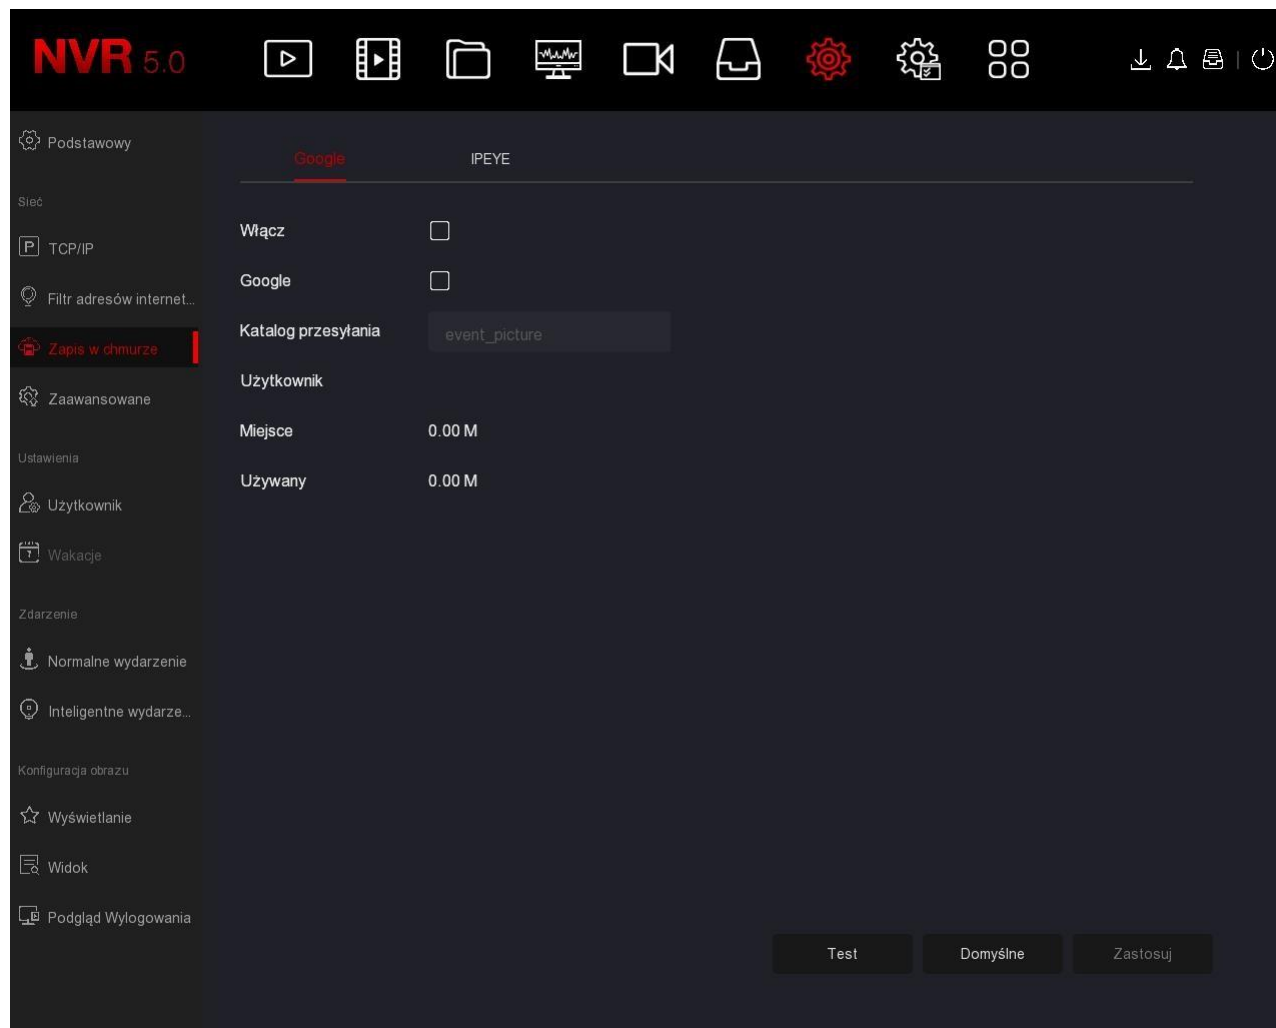 NVR 5.0
Podstawowy
Sieć
P TCP/IP
Filtr adresów internet...
Zapis w chmurze
Zaawansowane
Ustawienia
Użytkownik
7 Wakacje
Zdarzenie
Normalne wydarzenie
Inteligentne wydarze...
Konfiguracja obrazu
Wyświetlanie
Widok
Podgląd Wylogowania
Google IPEYE
Włącz
Google
Katalog przesyłania event_picture
Użytkownik
Miejsce 0.00 M
Używany 0.00 M
Test Domyślne Zastosuj